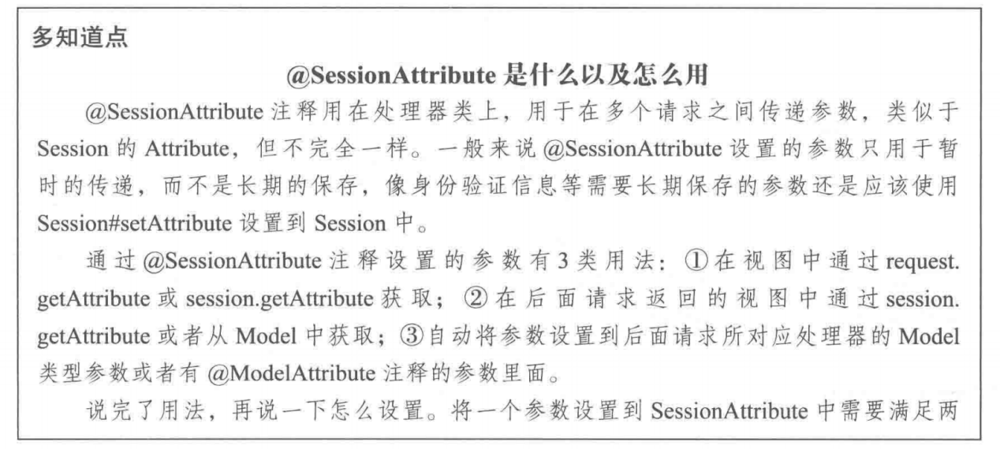 多知道点
@SessionAttribute 是什么以及怎么用
@SessionAttribute 注释用在处理器类上，用于在多个请求之间传递参数，类似于
Session 的 Attribute，但不完全一样。一般来说 @SessionAttribute 设置的参数只用于暂
时的传递，而不是长期的保存，像身份验证信息等需要长期保存的参数还是应该使用
Session#setAttribute 设置到 Session 中。
通过 @SessionAttribute 注释设置的参数有 3 类用法：①在视图中通过 request.
getAttribute 或 session.getAttribute 获取；②在后面请求返回的视图中通过 session.
getAttribute 或者从 Model 中获取；③自动将参数设置到后面请求所对应处理器的 Model
类型参数或者有 @ModelAttribute 注释的参数里面。
说完了用法，再说一下怎么设置。将一个参数设置到 SessionAttribute 中需要满足两